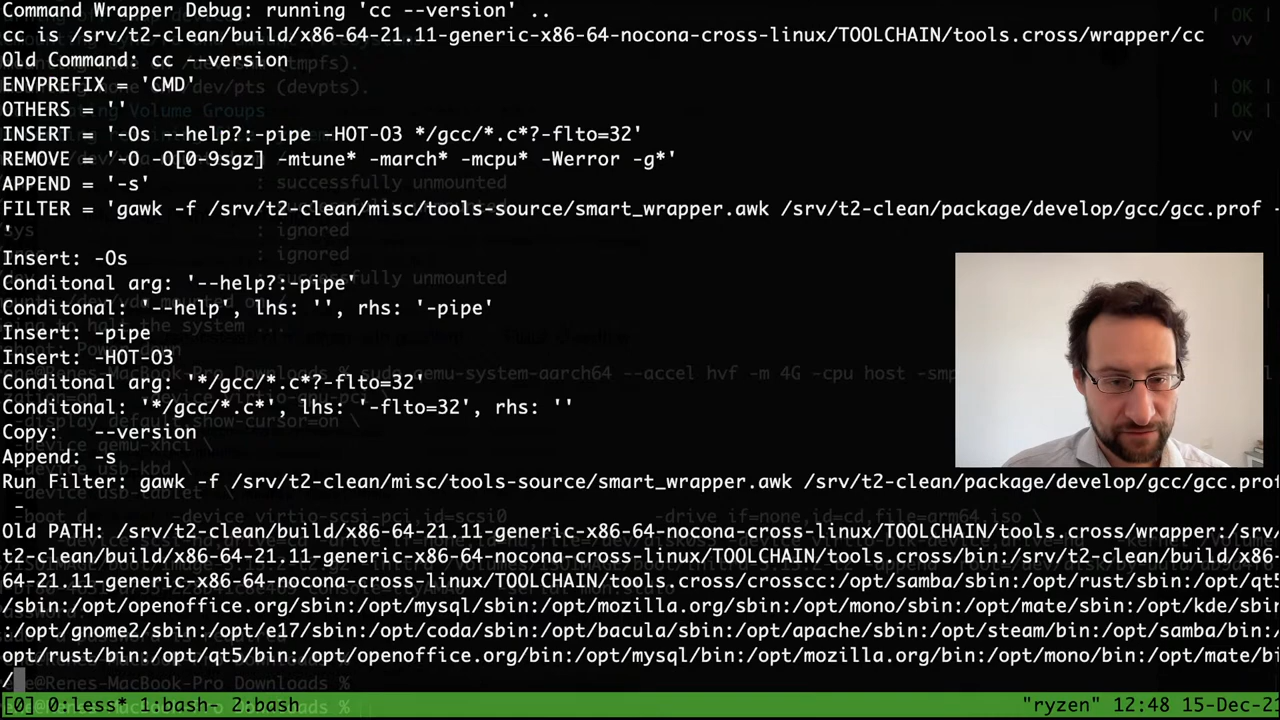 Command Wrapper Debug: running 'cc --version' ..
cc is /srv/t2-clean/build/x86-64-21.11-generic-x86-64-nocona-cross-linux/TOOLCHAIN/tools.cross/wrapper/cc
Old Command: cc --version
ENVPREFIX = 'CMD'
OTHERS = ''
INSERT = '-Os --help?:-pipe -HOT-O3 */gcc/*.c*?-flto=32'
REMOVE = '-O -O[0-9sgz] -mtune* -march* -mcpu* -Werror -g*'
APPEND = '-s'
FILTER = 'gawk -f /srv/t2-clean/misc/tools-source/smart_wrapper.awk /srv/t2-clean/package/develop/gcc/gcc.prof -
'
Insert: -Os
Conditonal arg: '--help?:-pipe'
Conditional: '--help', lhs: '', rhs: '-pipe'
Insert: -pipe
Insert: -HOT-O3
Conditonal arg: '*/gcc/*.c*?-flto=32'
Conditional: '*/gcc/*.c*', lhs: '-flto=32', rhs: ''
Copy: --version
Append: -s
Run Filter: gawk -f /srv/t2-clean/misc/tools-source/smart_wrapper.awk /srv/t2-clean/package/develop/gcc/gcc.prof
-
Old PATH: /srv/t2-clean/build/x86-64-21.11-generic-x86-64-nocona-cross-linux/TOOLCHAIN/tools.cross/wrapper:/srv/
t2-clean/build/x86-64-21.11-generic-x86-64-nocona-cross-linux/TOOLCHAIN/tools.cross/bin:/srv/t2-clean/build/x86-
64-21.11-generic-x86-64-nocona-cross-linux/TOOLCHAIN/tools.cross/crosscc:/opt/samba/sbin:/opt/rust/sbin:/opt/qt5
/sbin:/opt/openoffice.org/sbin:/opt/mysql/sbin:/opt/mozilla.org/sbin:/opt/mono/sbin:/opt/mate/sbin:/opt/kde/sbin
:/opt/gnome2/sbin:/opt/e17/sbin:/opt/coda/sbin:/opt/bacula/sbin:/opt/apache/sbin:/opt/steam/bin:/opt/samba/bin:/
opt/rust/bin:/opt/qt5/bin:/opt/openoffice.org/bin:/opt/mysql/bin:/opt/mozilla.org/bin:/opt/mono/bin:/opt/mate/bi
/
[0] 0:less* 1:bash- 2:bash "ryzen" 12:48 15-Dec-21